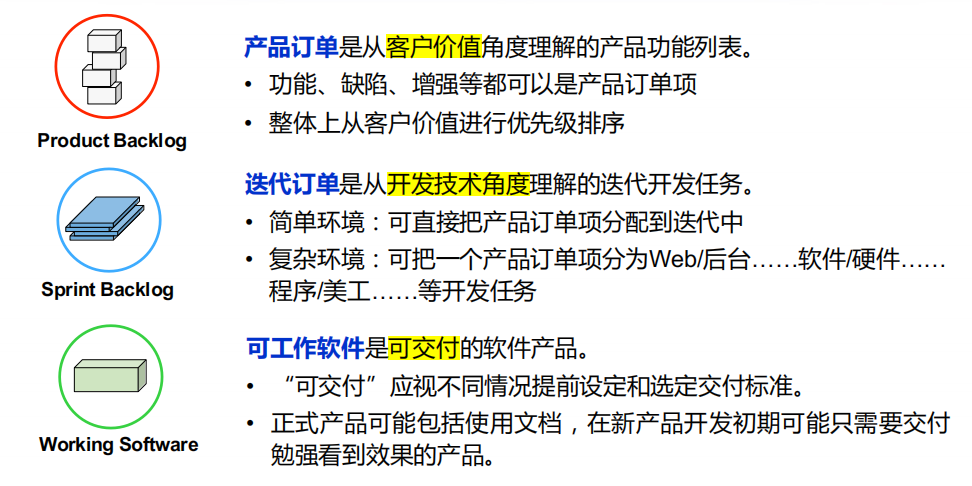 产品订单是从客户价值角度理解的产品功能列表。
• 功能、缺陷、增强等都可以是产品订单项
• 整体上从客户价值进行优先级排序
Product Backlog
迭代订单是从开发技术角度理解的迭代开发任务。
• 简单环境：可直接把产品订单项分配到迭代中
• 复杂环境：可把一个产品订单项分为Web/后台……软件/硬件……
程序/美工……等开发任务
Sprint Backlog
可工作软件是可交付的软件产品。
• “可交付”应视不同情况提前设定和选定交付标准。
• 正式产品可能包括使用文档，在新产品开发初期可能只需要交付
勉强看到效果的产品。
Working Software